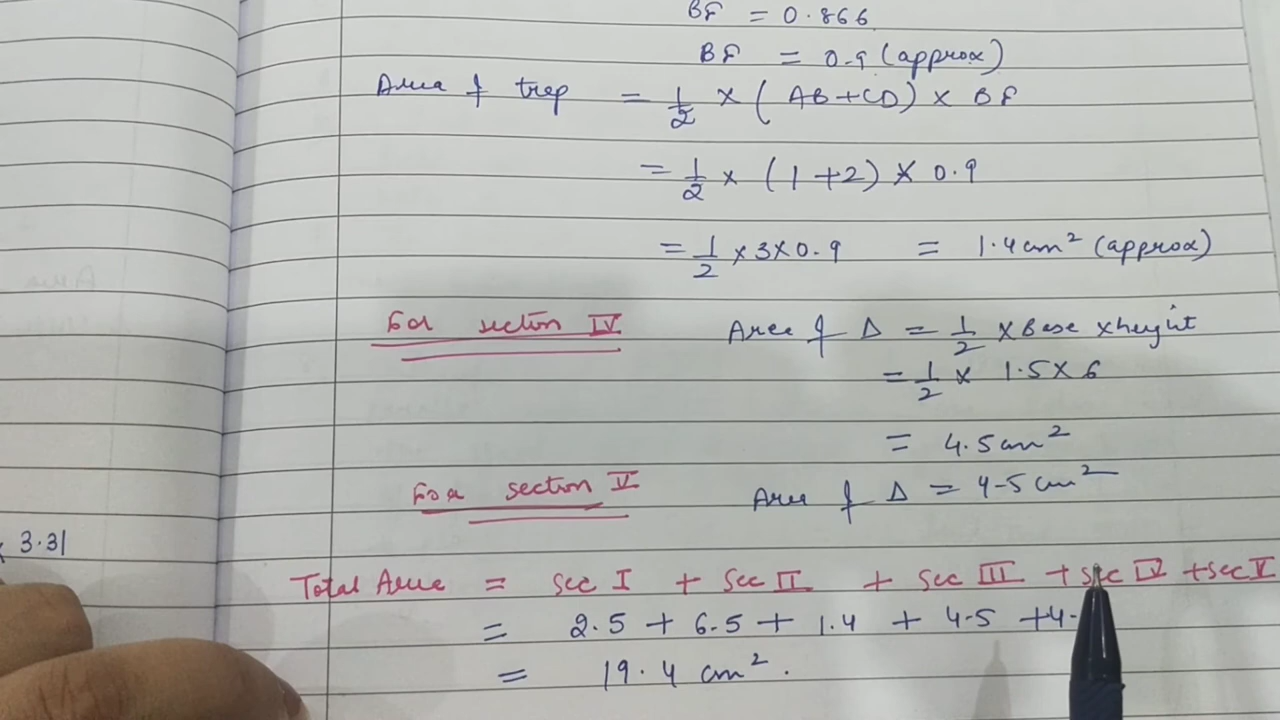 BF = 0.866
BF = 0.9 (approx)
Area of trap = 1/2 × (AB+CD) × BF
= 1/2 × (1+2) × 0.9
= 1/2 × 3 × 0.9 = 1.4 cm² (approx)
For section IV Area of Δ = 1/2 × Base × height
= 1/2 × 1.5 × 6
= 4.5 cm²
For section V Area of Δ = 4.5 cm²
3.31
Total Area = sec I + sec II + sec III + sec IV + sec V
= 2.5 + 6.5 + 1.4 + 4.5 + 4.
= 19.4 cm².